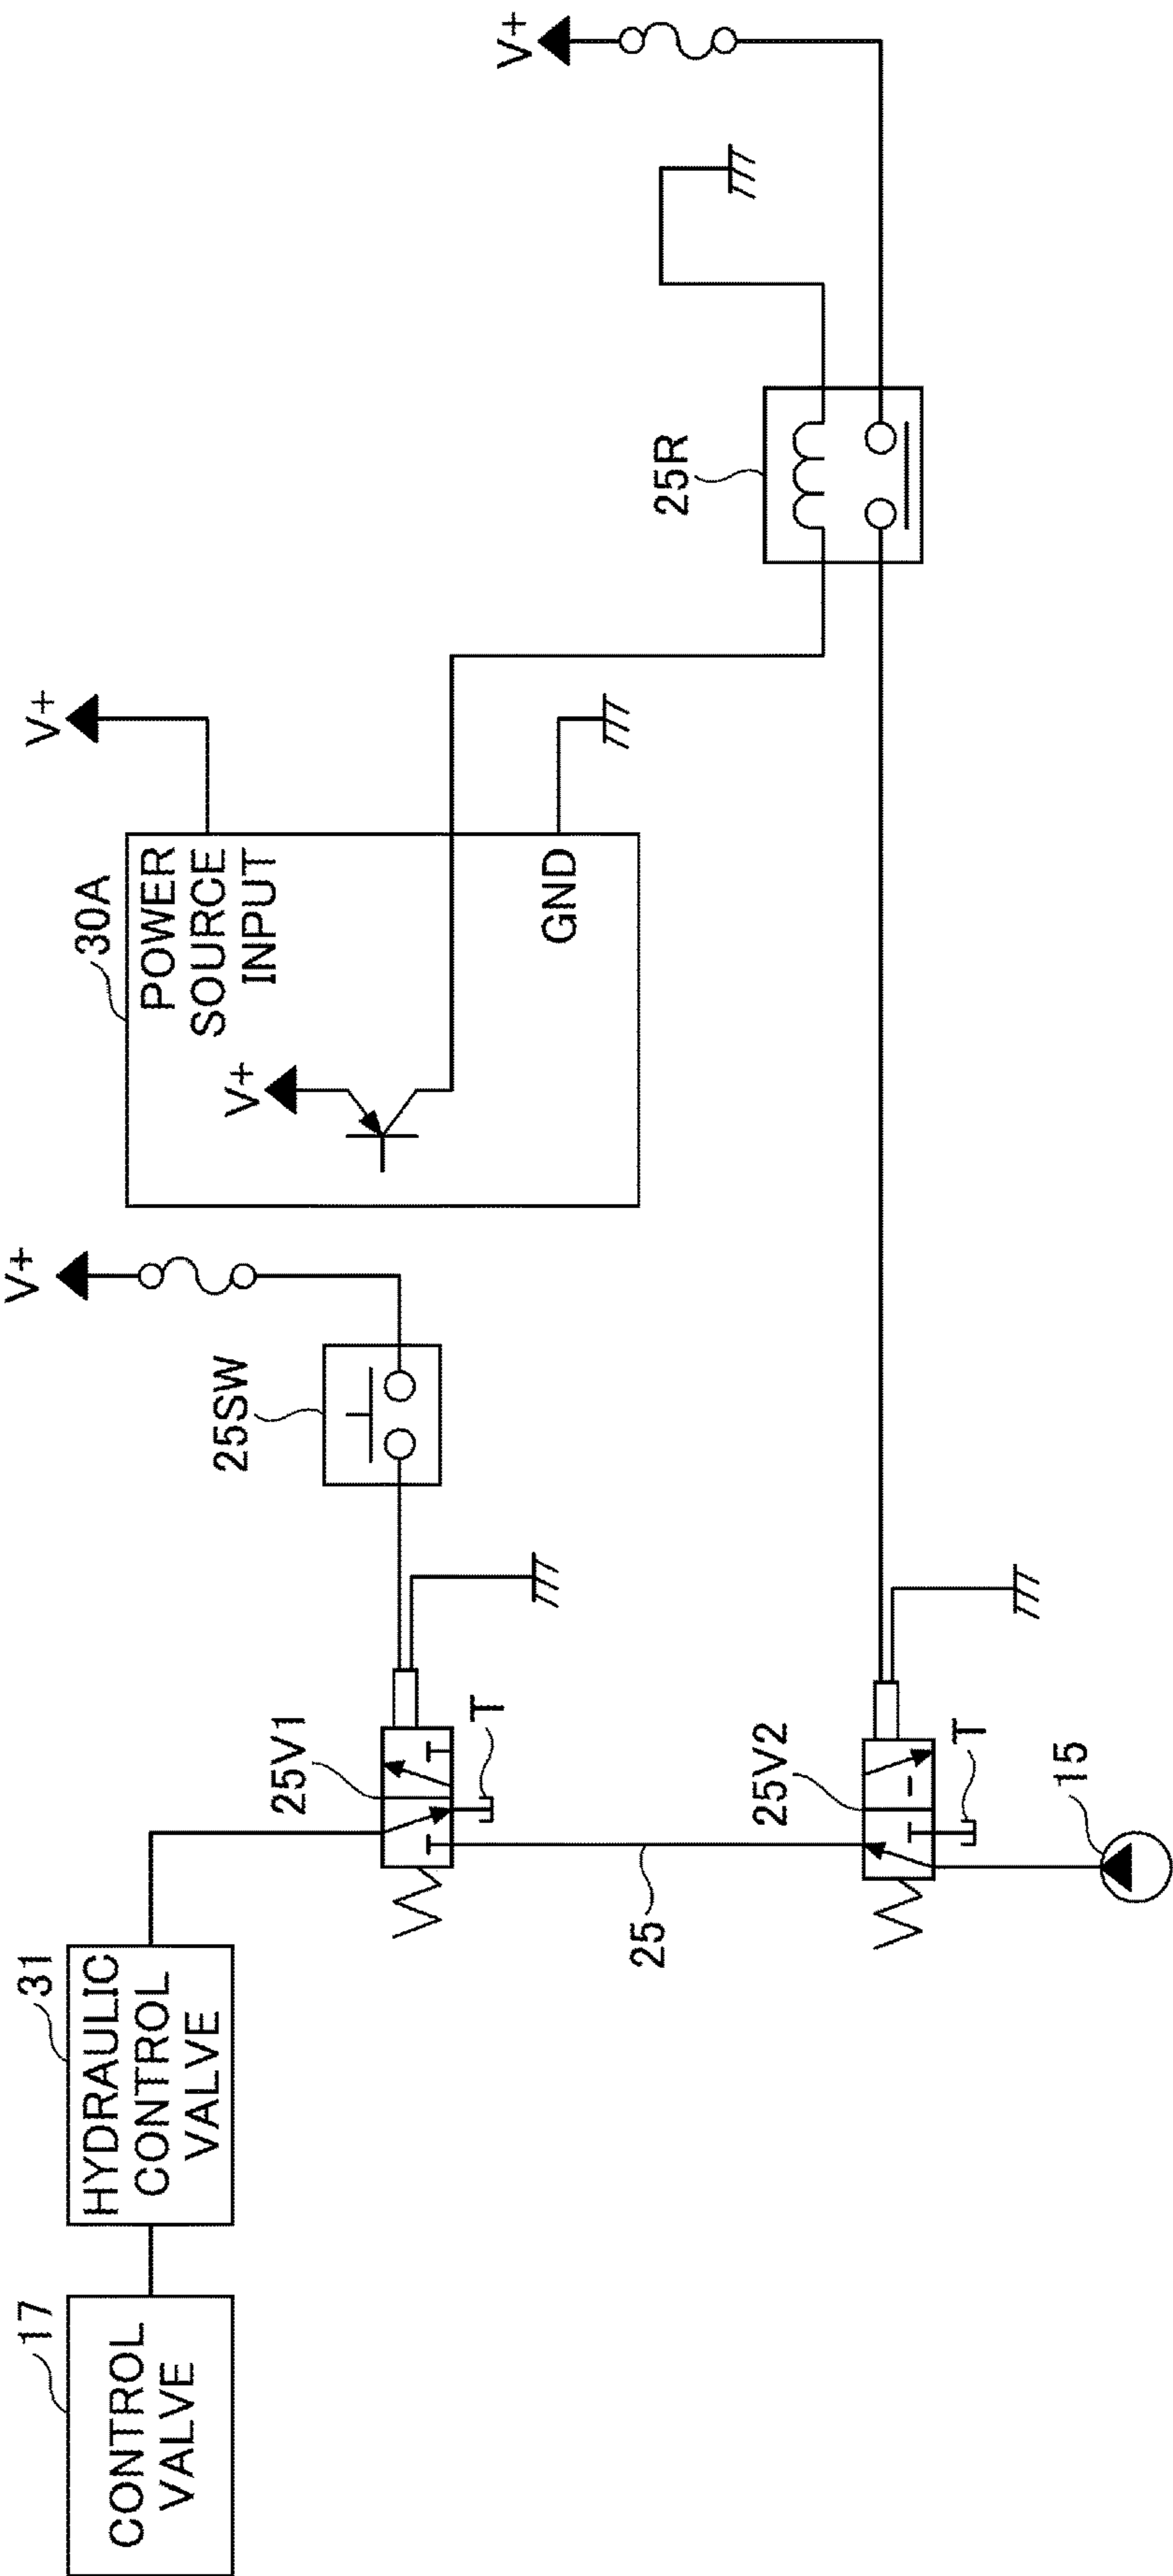 17
CONTROL
VALVE
31
HYDRAULIC
CONTROL
VALVE
25V1
T
25SW
V+
30A
POWER
SOURCE
INPUT
V+
GND
V+
25
25V2
T
15
25R
V+